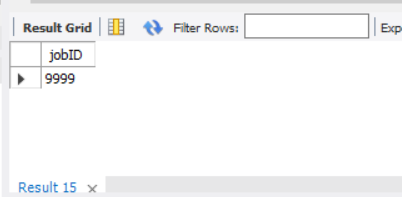 Result Grid Filter Rows: Exp
jobID
9999
Result 15 ×